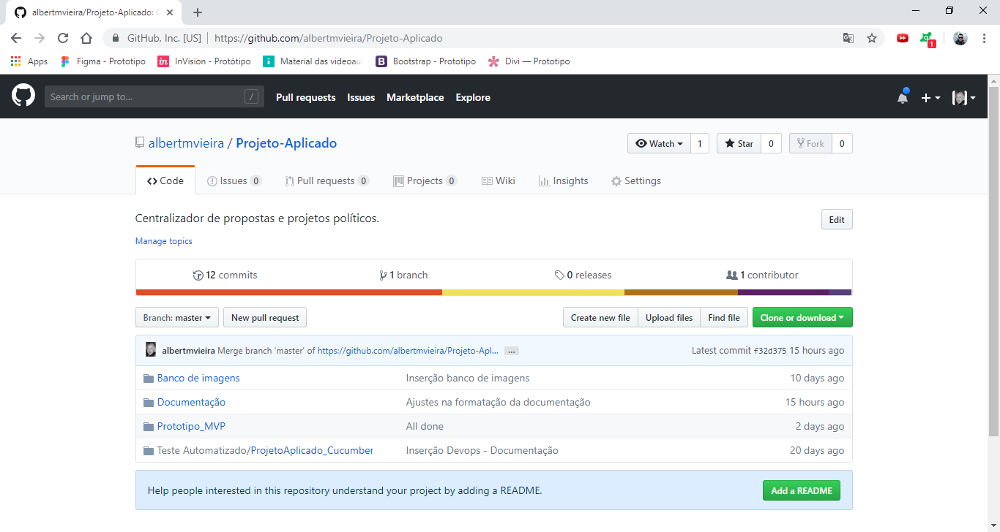 albertmvieira/Projeto-Aplicado:
GitHub, Inc. [US] https://github.com/albertmvieira/Projeto-Aplicado
1
Apps Figma - Prototipo in InVision - Protótipo i Material das videoaul B Bootstrap - Prototipo Divi — Prototipo
Search or jump to... / Pull requests Issues Marketplace Explore
albertmvieira / Projeto-Aplicado Watch 1 Star 0 Fork 0
Code Issues 0 Pull requests 0 Projects 0 Wiki Insights Settings
Centralizador de propostas e projetos políticos. Edit
Manage topics
12 commits 1 branch 0 releases 1 contributor
Branch: master New pull request Create new file Upload files Find file Clone or download
albertmvieira Merge branch 'master' of https://github.com/albertmvieira/Projeto-Apl... ... Latest commit f32d375 15 hours ago
Banco de imagens Inserção banco de imagens 10 days ago
Documentação Ajustes na formatação da documentação 15 hours ago
Prototipo_MVP All done 2 days ago
Teste Automatizado/ProjetoAplicado_Cucumber Inserção Devops - Documentação 20 days ago
Help people interested in this repository understand your project by adding a README. Add a README